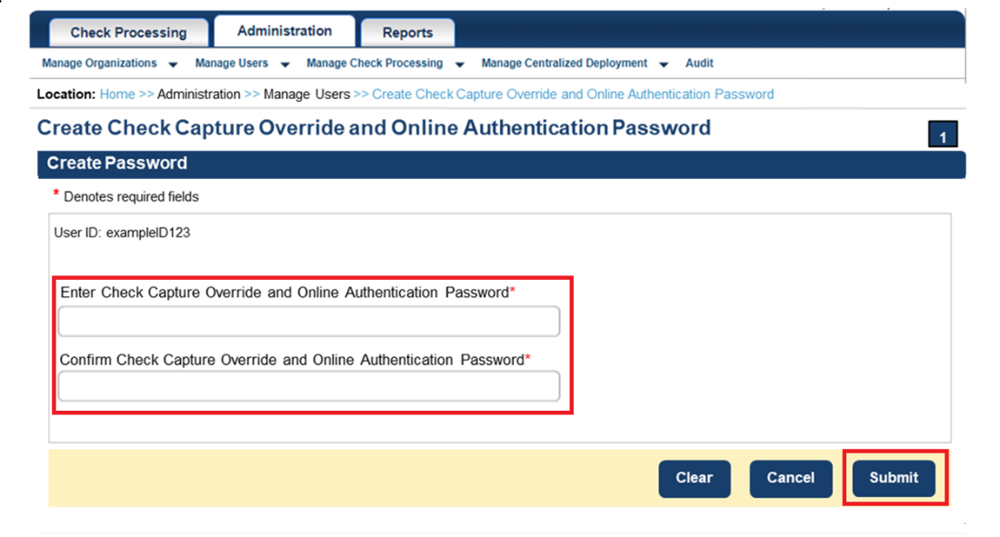 Check Processing Administration Reports
Manage Organizations Manage Users Manage Check Processing Manage Centralized Deployment Audit
Location: Home >> Administration >> Manage Users >> Create Check Capture Override and Online Authentication Password
Create Check Capture Override and Online Authentication Password
1
Create Password
* Denotes required fields
User ID: exampleID123
Enter Check Capture Override and Online Authentication Password*
Confirm Check Capture Override and Online Authentication Password*
Clear Cancel Submit